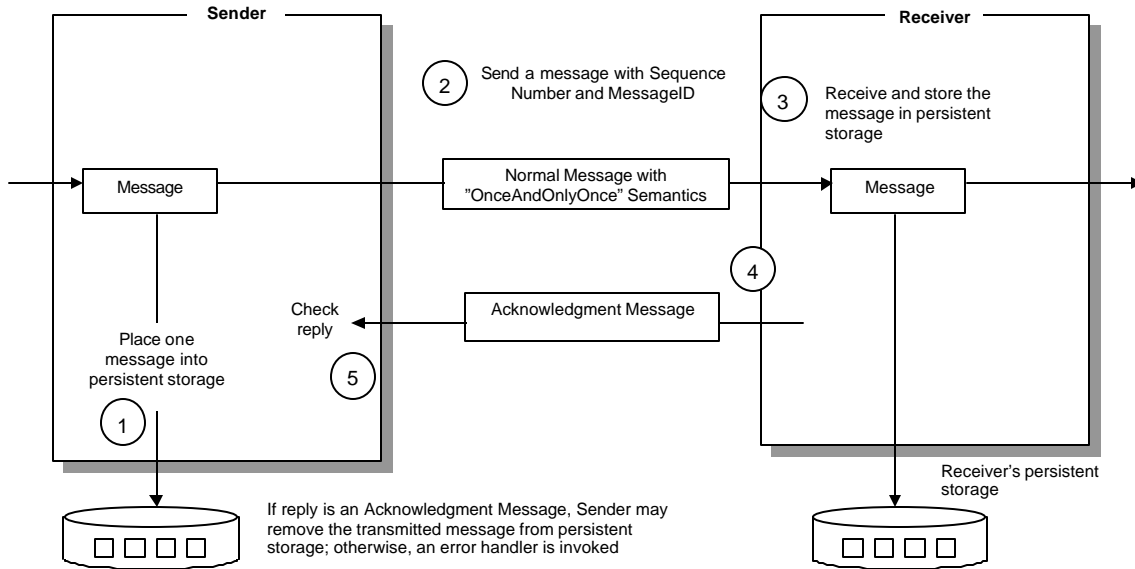 Sender
Receiver
2
Send a message with Sequence
Number and MessageID
3
Receive and store the
message in persistent
storage
Message
Normal Message with
”OnceAndOnlyOnce” Semantics
Message
4
Check
reply
Acknowledgment Message
Place one
message into
persistent storage
5
1
Receiver's persistent
storage
If reply is an Acknowledgment Message, Sender may
remove the transmitted message from persistent
storage; otherwise, an error handler is invoked